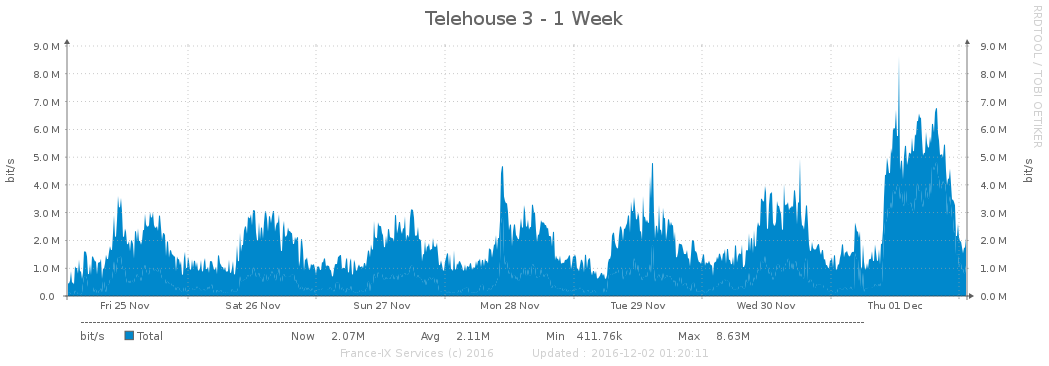 Telehouse 3 - 1 Week
RRDTOOL / TOBI OETIKER
9.0 M 9.0 M
8.0 M 8.0 M
7.0 M 7.0 M
6.0 M 6.0 M
5.0 M 5.0 M
4.0 M 4.0 M
3.0 M 3.0 M
2.0 M 2.0 M
1.0 M 1.0 M
0.0 0.0 M
bit/s bit/s
Fri 25 Nov Sat 26 Nov Sun 27 Nov Mon 28 Nov Tue 29 Nov Wed 30 Nov Thu 01 Dec
bit/s Total Now 2.07M Avg 2.11M Min 411.76k Max 8.63M
France-IX Services (c) 2016 Updated : 2016-12-02 01:20:11